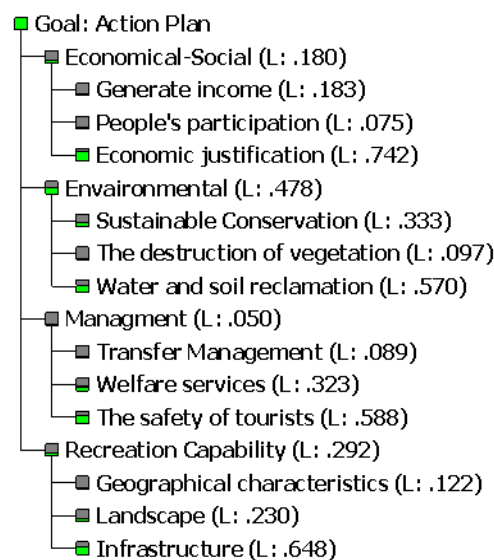 Goal: Action Plan
Economical-Social (L: .180)
Generate income (L: .183)
People's participation (L: .075)
Economic justification (L: .742)
Envaironmental (L: .478)
Sustainable Conservation (L: .333)
The destruction of vegetation (L: .097)
Water and soil reclamation (L: .570)
Managment (L: .050)
Transfer Management (L: .089)
Welfare services (L: .323)
The safety of tourists (L: .588)
Recreation Capability (L: .292)
Geographical characteristics (L: .122)
Landscape (L: .230)
Infrastructure (L: .648)